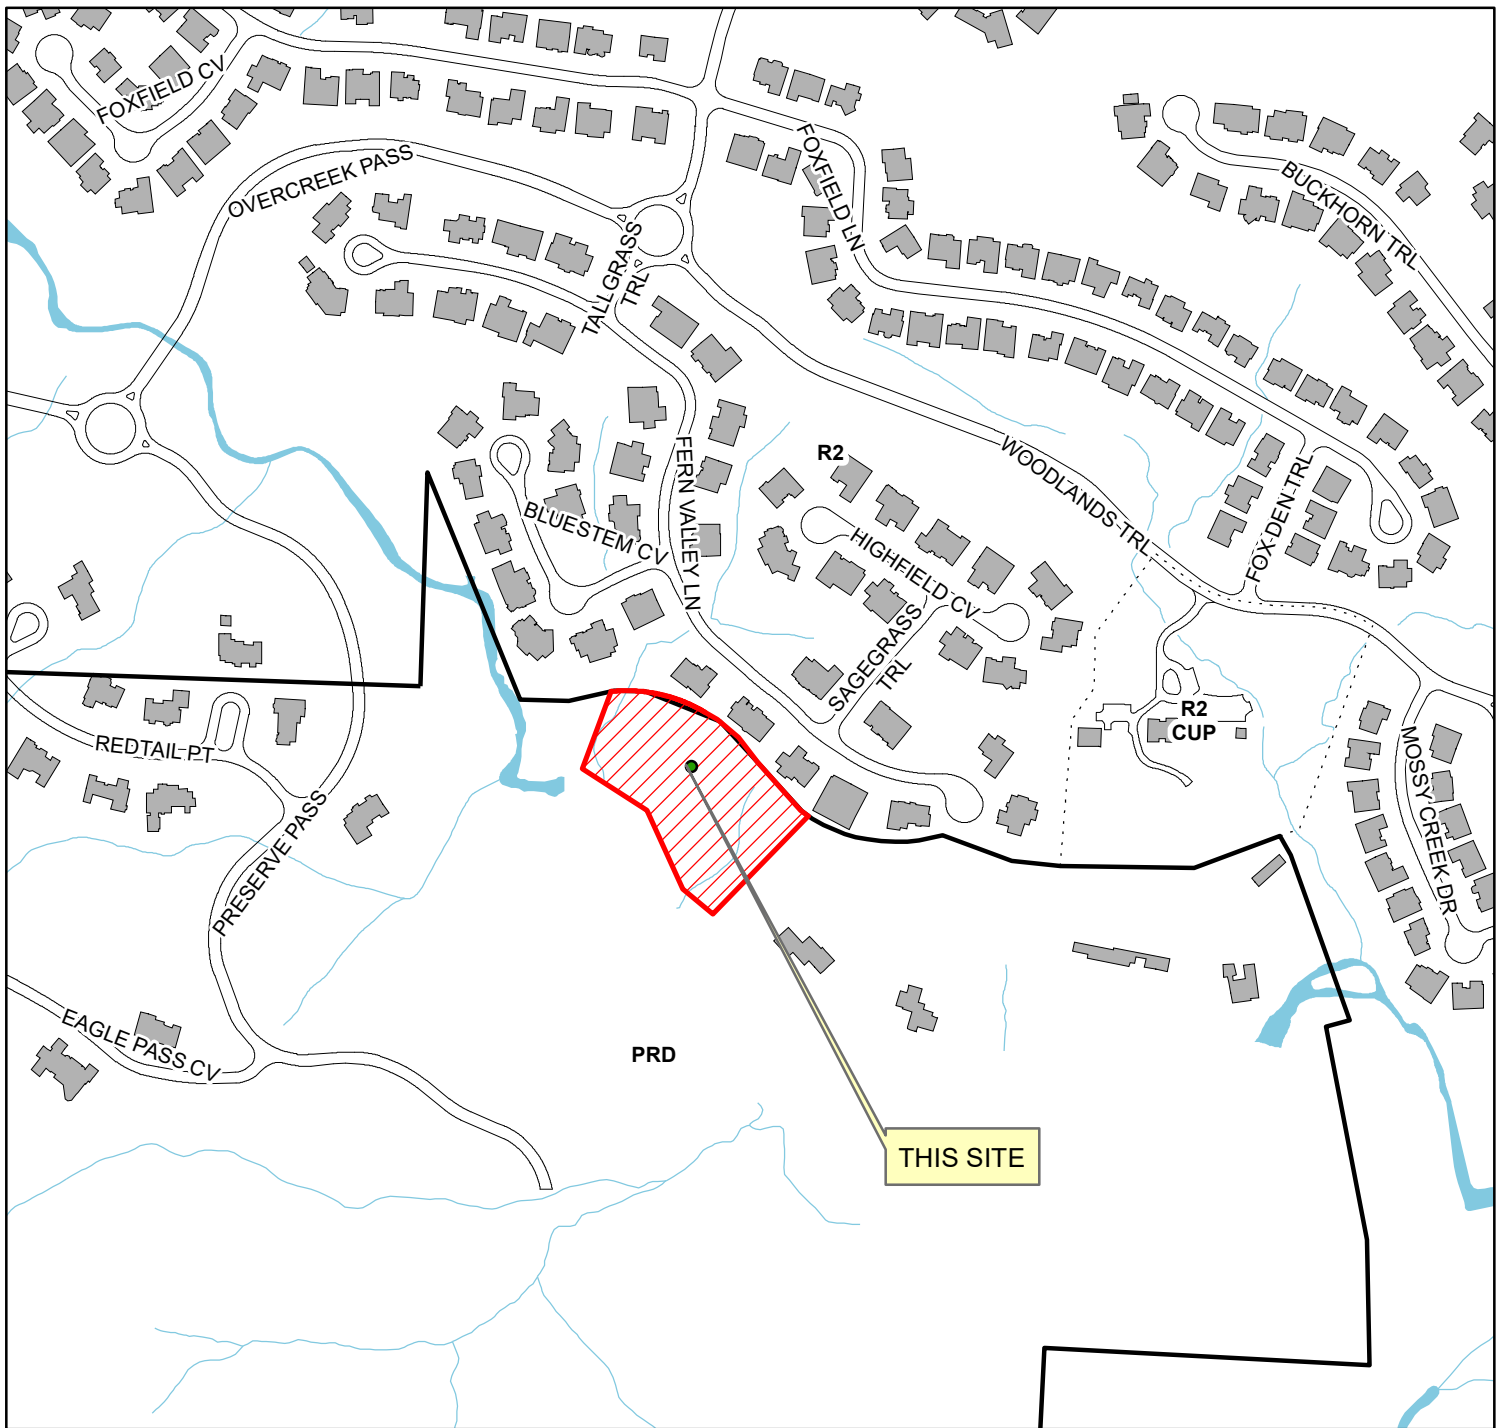 FOXFIELD CV
OVERCREEK PASS
FOXFIELD LN
BUCKHORN TRL
TALLGRASS
TRL
R2
WOODLANDS TRL
FERN VALLEY LN
BLUESTEM CV
HIGHFIELD CV
FOX DEN TRL
SAGEGRASS
TRL
R2
CUP
REDTAIL PT
MOSSY CREEK DR
PRESERVE PASS
EAGLE PASS CV
PRD
THIS SITE